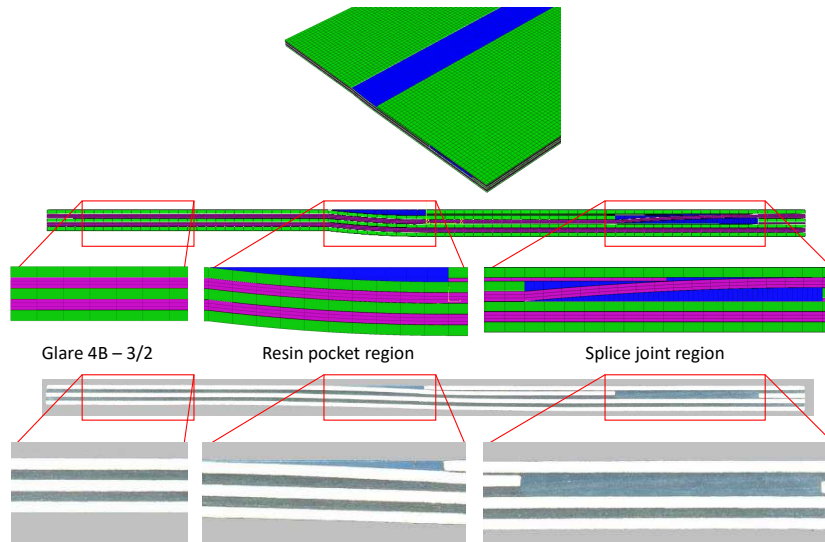 Glare 4B – 3/2
Resin pocket region
Splice joint region